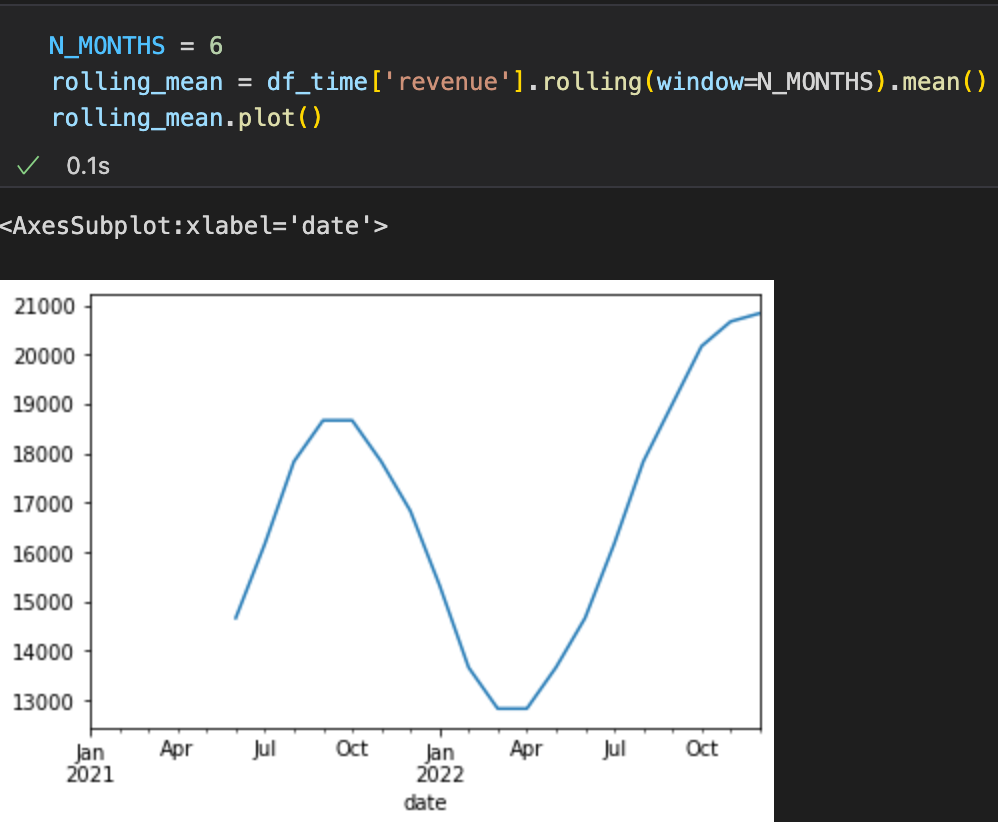 N_MONTHS = 6
rolling_mean = df_time['revenue'].rolling(window=N_MONTHS).mean()
rolling_mean.plot()
0.1s
<AxesSubplot:xlabel='date'>
21000
20000
19000
18000
17000
16000
15000
14000
13000
Jan Apr Jul Oct Jan Apr Jul Oct
2021 2022
date